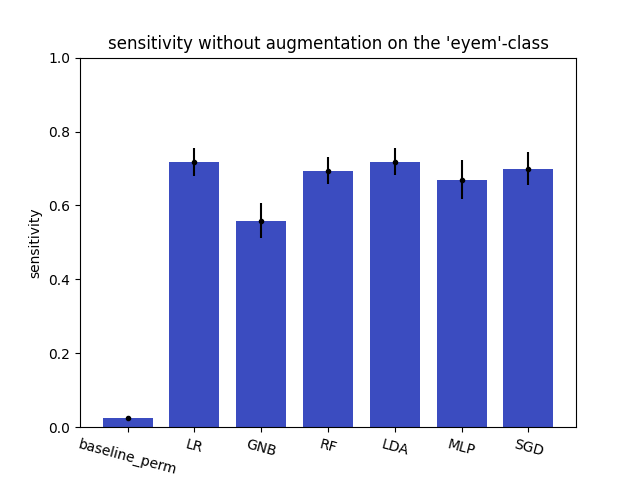 sensitivity without augmentation on the 'eyem'-class
1.0
0.8
0.6
0.4
0.2
0.0
sensitivity
baseline_perm
LR
GNB
RF
LDA
MLP
SGD